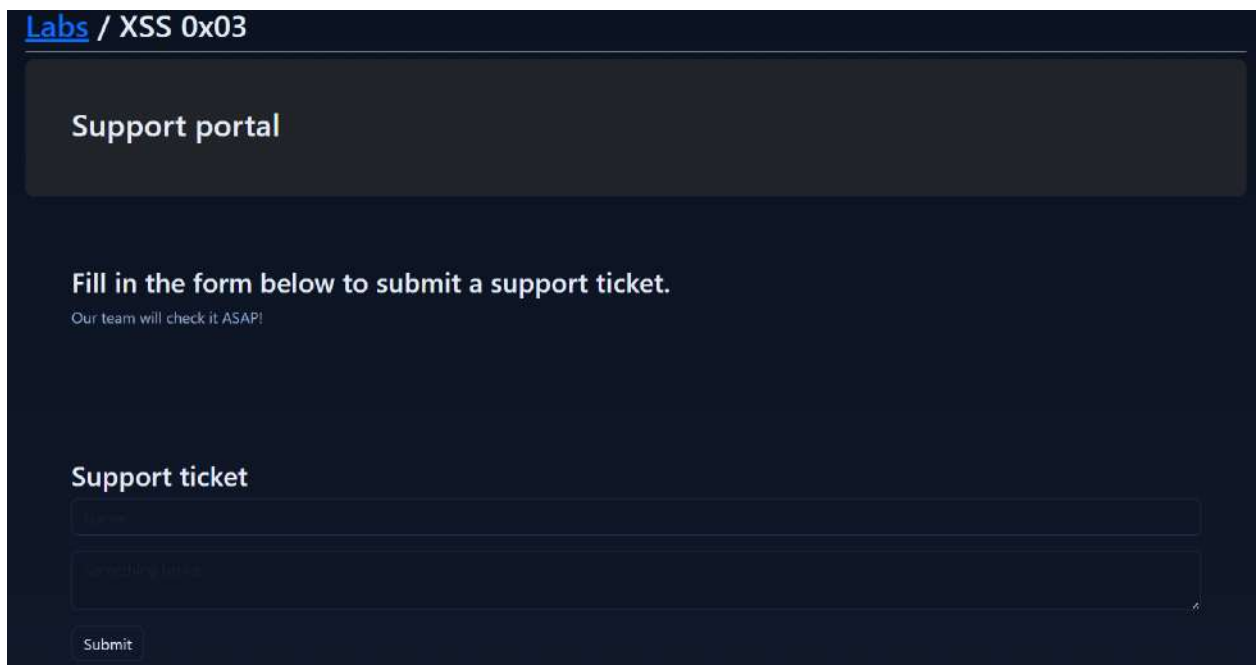 Labs / XSS 0x03
Support portal
Fill in the form below to submit a support ticket.
Our team will check it ASAP!
Support ticket
Name
Submit